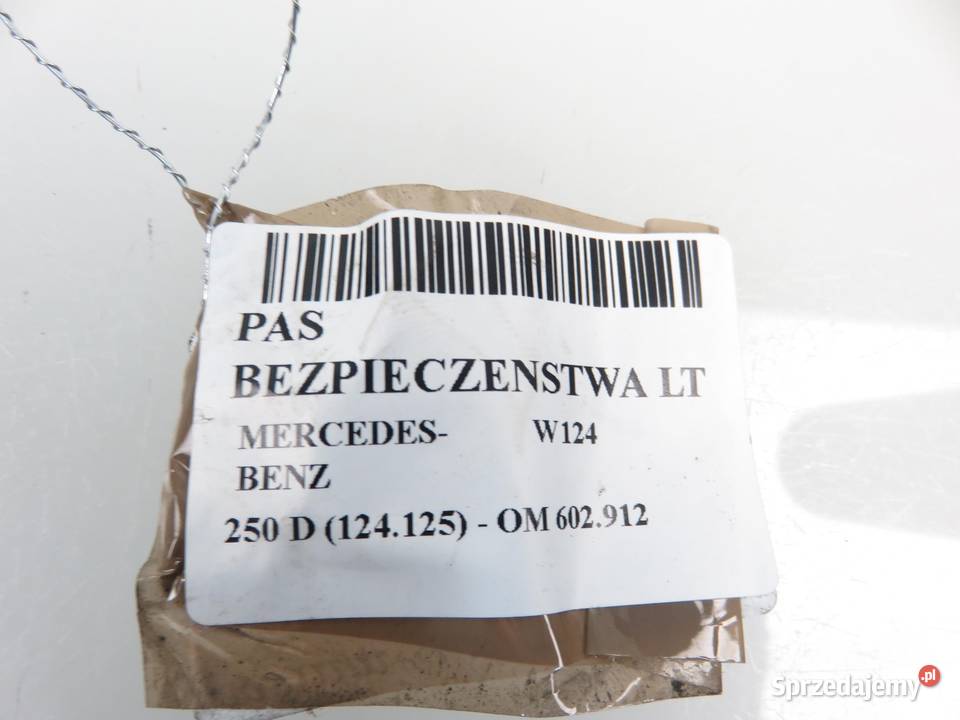 PAS
BEZPIECZENSTWA LT
MERCEDES- W124
BENZ
250 D (124.125) - OM 602.912
Sprzedajemy.pl